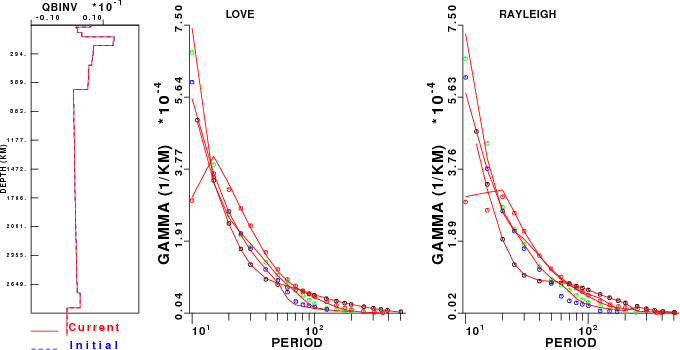 QBINV *10⁻¹
-0.10 0.10
294.
589.
883.
1177.
1472.
1766.
2061.
2355.
2649.
DEPTH (KM)
Current
Initial
LOVE
7.50
5.64
3.77
1.91
0.04
GAMMA (1/KM) *10⁻⁴
10¹ 10²
PERIOD
RAYLEIGH
7.50
5.63
3.76
1.89
0.02
GAMMA (1/KM) *10⁻⁴
10¹ 10²
PERIOD